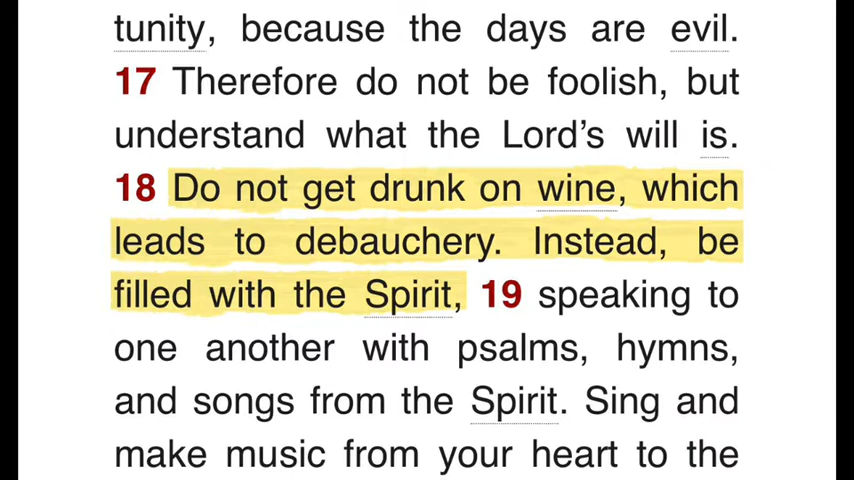 tunity, because the days are evil.
17 Therefore do not be foolish, but
understand what the Lord’s will is.
18 Do not get drunk on wine, which
leads to debauchery. Instead, be
filled with the Spirit, 19 speaking to
one another with psalms, hymns,
and songs from the Spirit. Sing and
make music from your heart to the